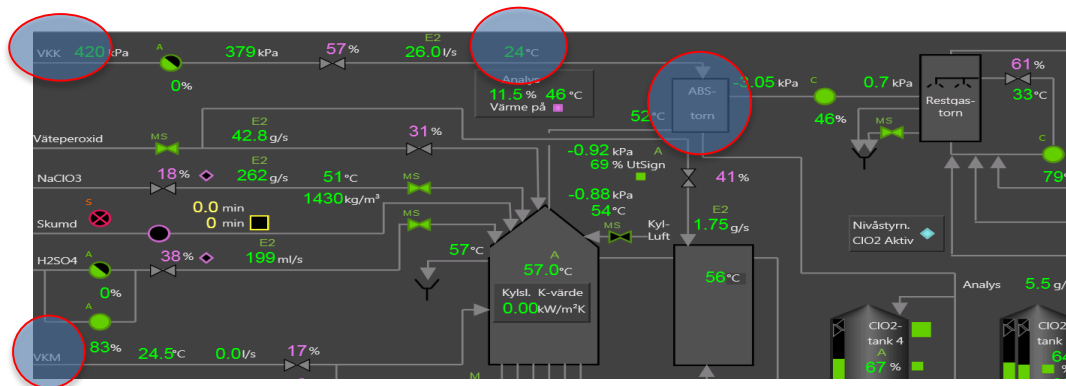 VKK 420 kPa A 379 kPa 57 % E2 26.0 l/s 24 °C
0%
Analys
11.5 % 46 °C
Värme på
ABS-
torn
-3.05 kPa C 0.7 kPa
46 %
Restgas-
torn
61 %
33 °C
C
79%
MS
52 °C
Väteperoxid MS E2 42.8 g/s 31 %
-0.92 kPa A
69 % UtSign
41 %
NaClO3 18 % E2 262 g/s 51 °C MS
1430 kg/m³
-0.88 kPa
54 °C
Skumd S 0.0 min
0 min
MS
MS Kyl-
Luft
E2
1.75 g/s
Nivåstyrn.
ClO2 Aktiv
H2SO4 A 38 % E2 199 ml/s
0%
A
83%
57 °C
A
57.0 °C
Kylsl. K-värde
0.00 kW/m²K
56 °C
Analys 5.5 g/
ClO2-
tank 4
A
67 %
ClO2
tank
VKM 24.5 °C 0.0 l/s 17 %
M